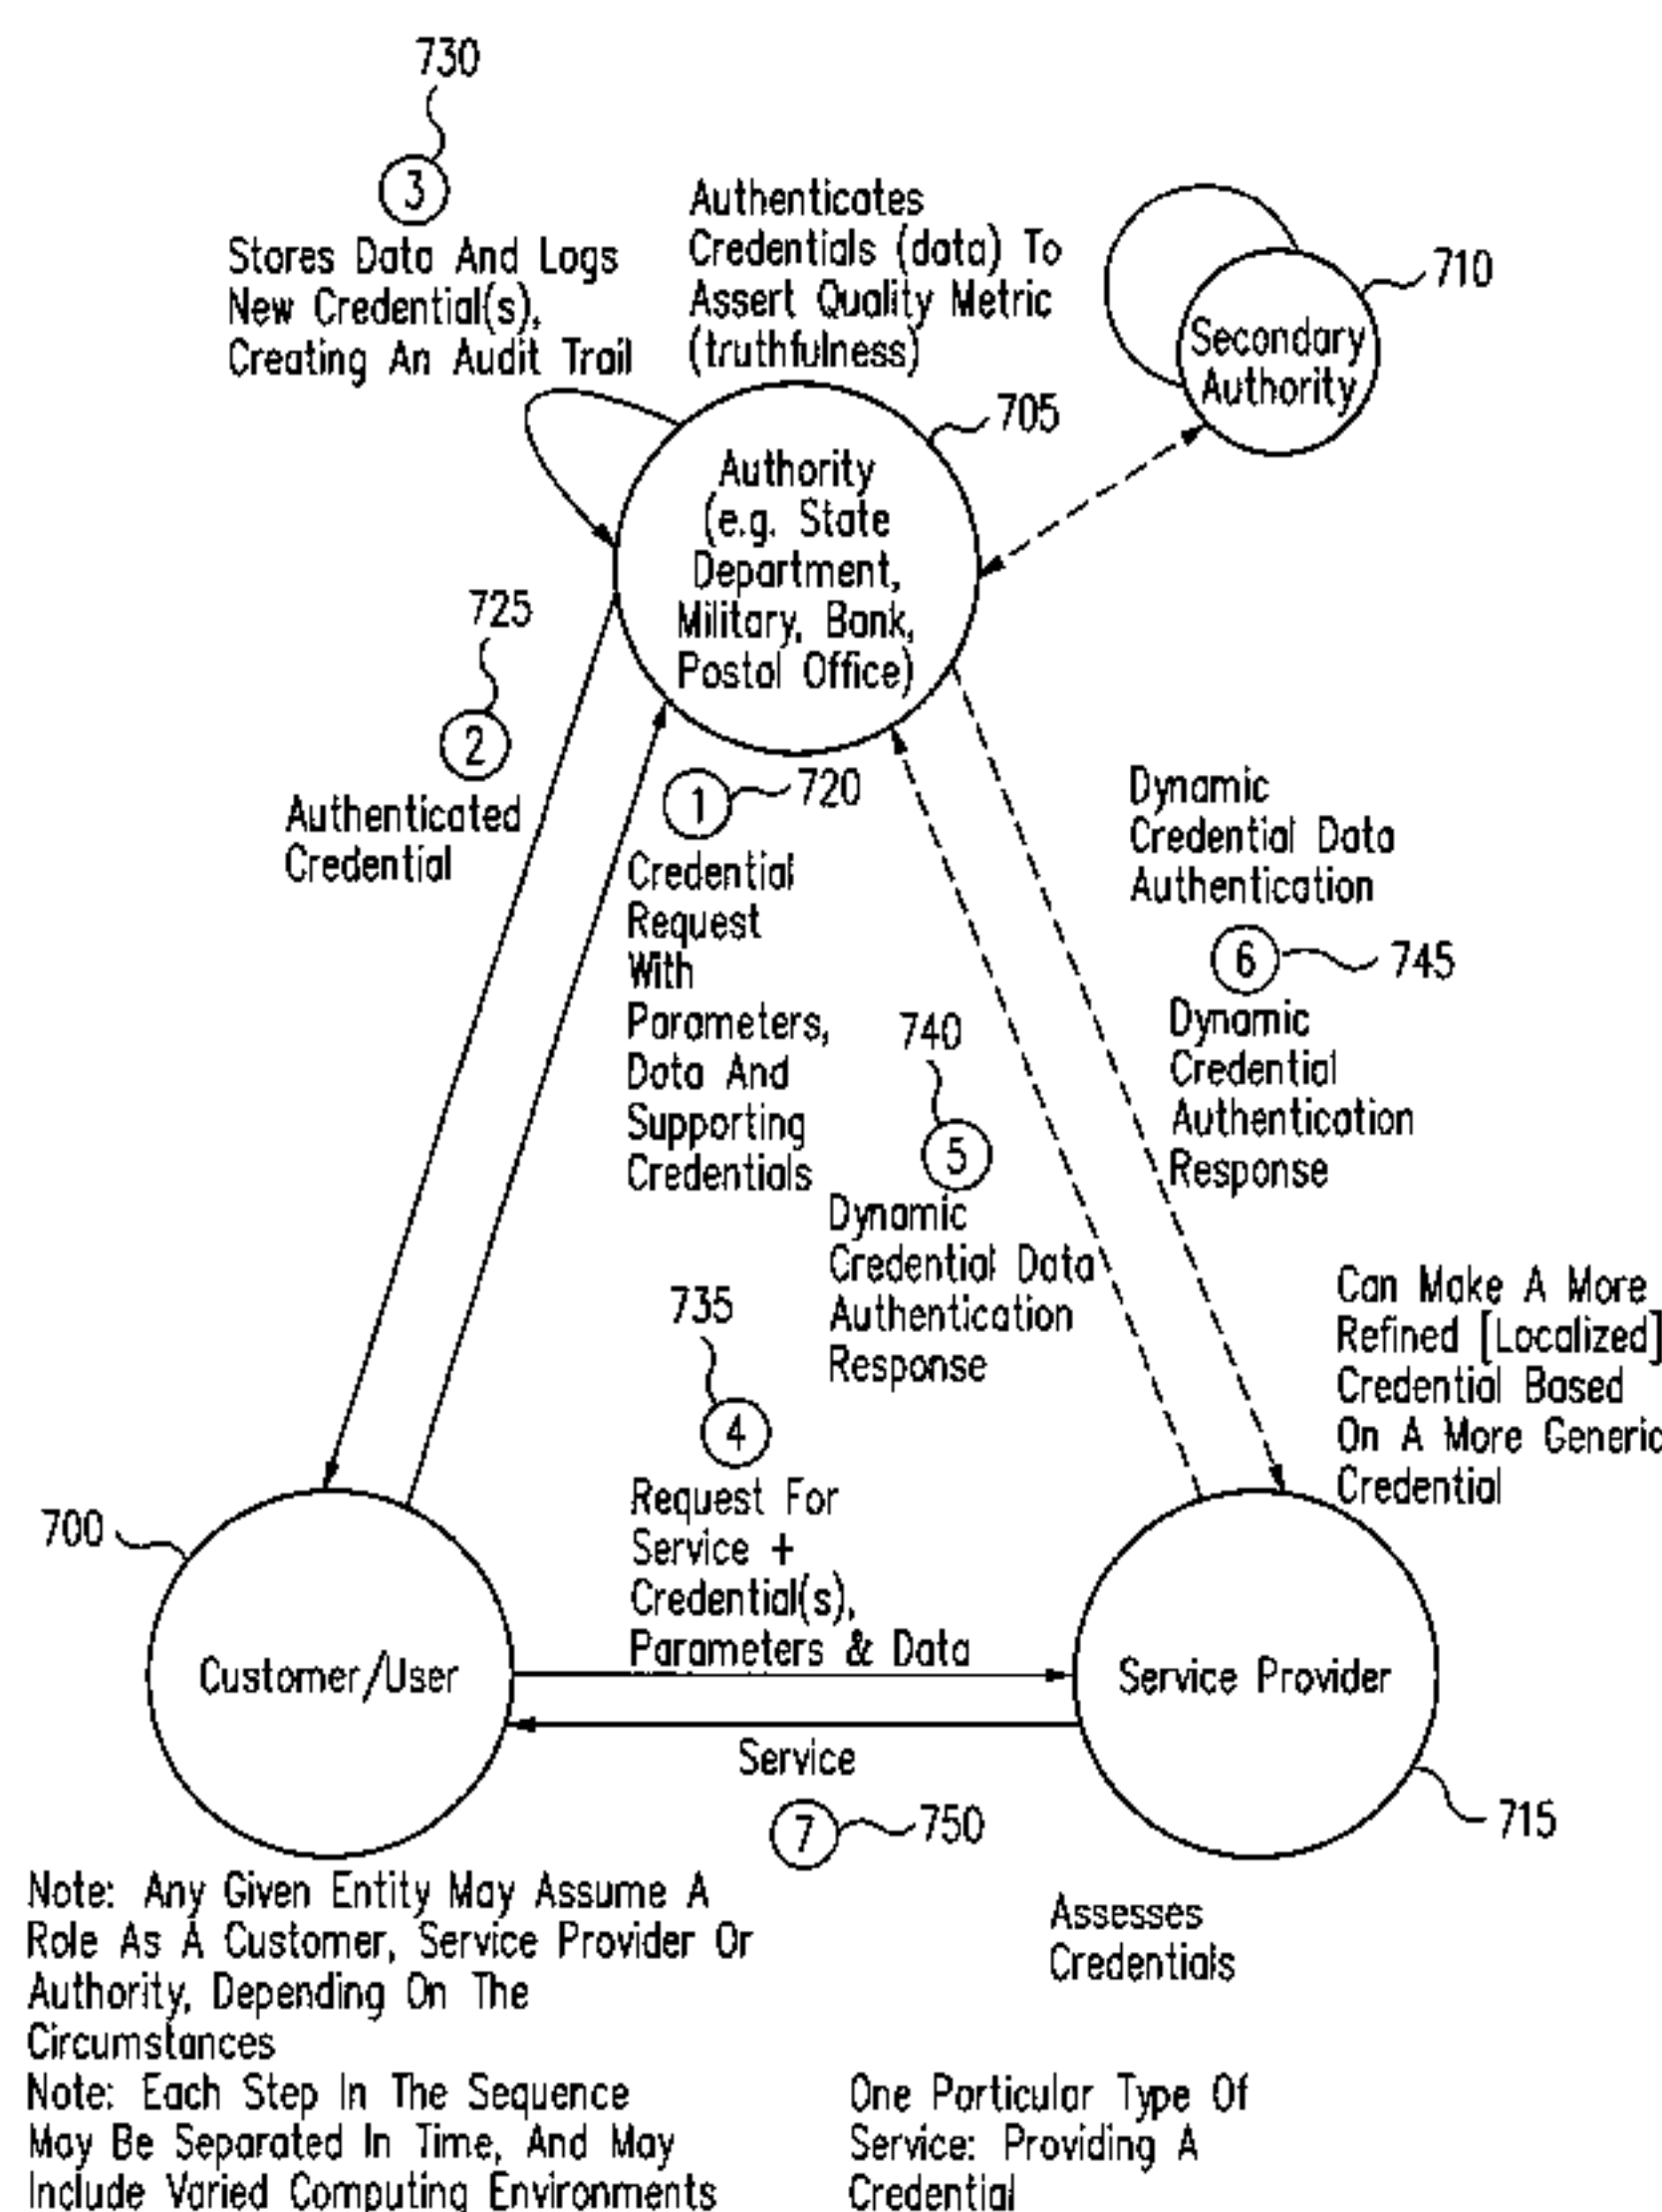 730
3
Stores Data And Logs
New Credential(s),
Creating An Audit Trail
Authenticates
Credentials (data) To
Assert Quality Metric
(truthfulness)
710
Secondary
Authority
705
Authority
(e.g. State
Department,
Military, Bank,
Postal Office)
725
2
Authenticated
Credential
1
720
Credential
Request
With
Parameters,
Data And
Supporting
Credentials
Dynamic
Credential Data
Authentication
6
745
Dynamic
Credential
Authentication
Response
740
5
Dynamic
Credential Data
Authentication
Response
735
4
Request For
Service +
Credential(s),
Parameters & Data
Can Make A More
Refined [Localized]
Credential Based
On A More Generic
Credential
700
Customer/User
Service Provider
Service
7
750
715
Note: Any Given Entity May Assume A
Role As A Customer, Service Provider Or
Authority, Depending On The
Circumstances
Note: Each Step In The Sequence
May Be Separated In Time, And May
Include Varied Computing Environments
Assesses
Credentials
One Particular Type Of
Service: Providing A
Credential